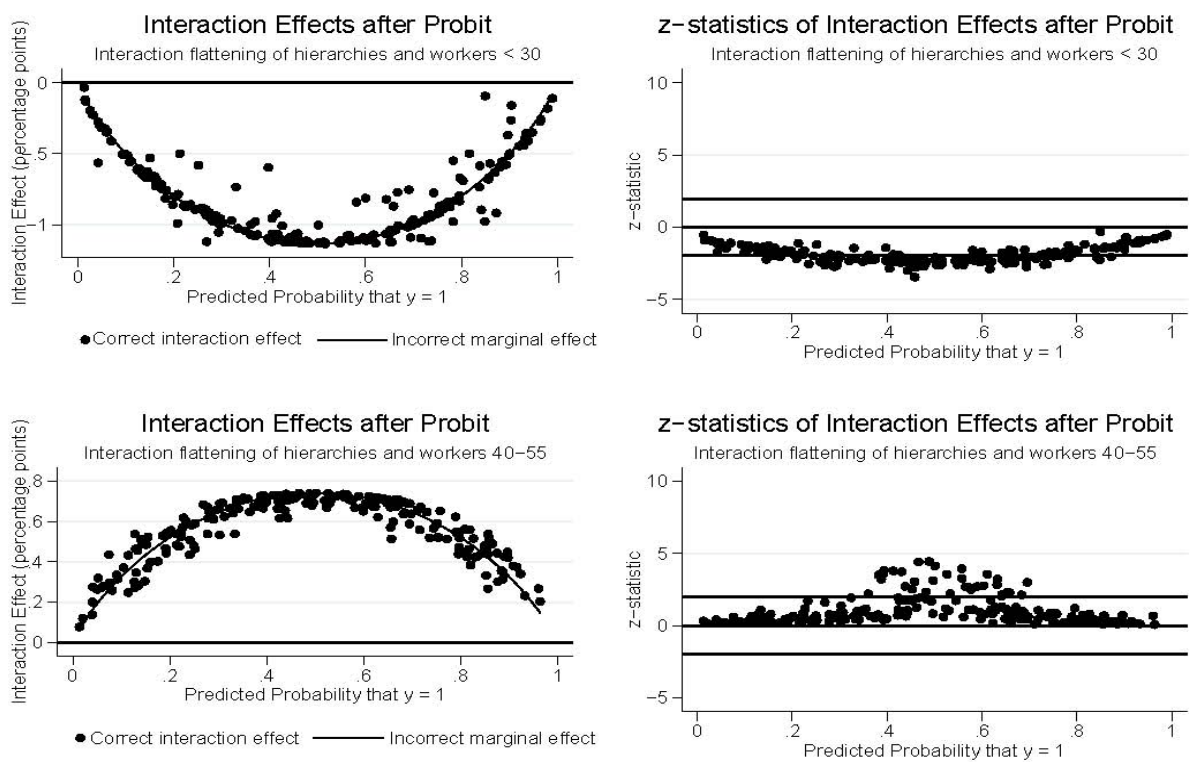 Interaction Effects after Probit
Interaction flattening of hierarchies and workers < 30
Interaction Effect (percentage points)
0
.5
-1
0
.2
.4
.6
.8
1
Predicted Probability that y = 1
Correct interaction effect
Incorrect marginal effect
z-statistics of Interaction Effects after Probit
Interaction flattening of hierarchies and workers < 30
z-statistic
10
5
0
-5
0
.2
.4
.6
.8
1
Predicted Probability that y = 1
Interaction Effects after Probit
Interaction flattening of hierarchies and workers 40-55
Interaction Effect (percentage points)
.8
.6
.4
.2
0
0
.2
.4
.6
.8
1
Predicted Probability that y = 1
Correct interaction effect
Incorrect marginal effect
z-statistics of Interaction Effects after Probit
Interaction flattening of hierarchies and workers 40-55
z-statistic
10
5
0
-5
0
.2
.4
.6
.8
1
Predicted Probability that y = 1